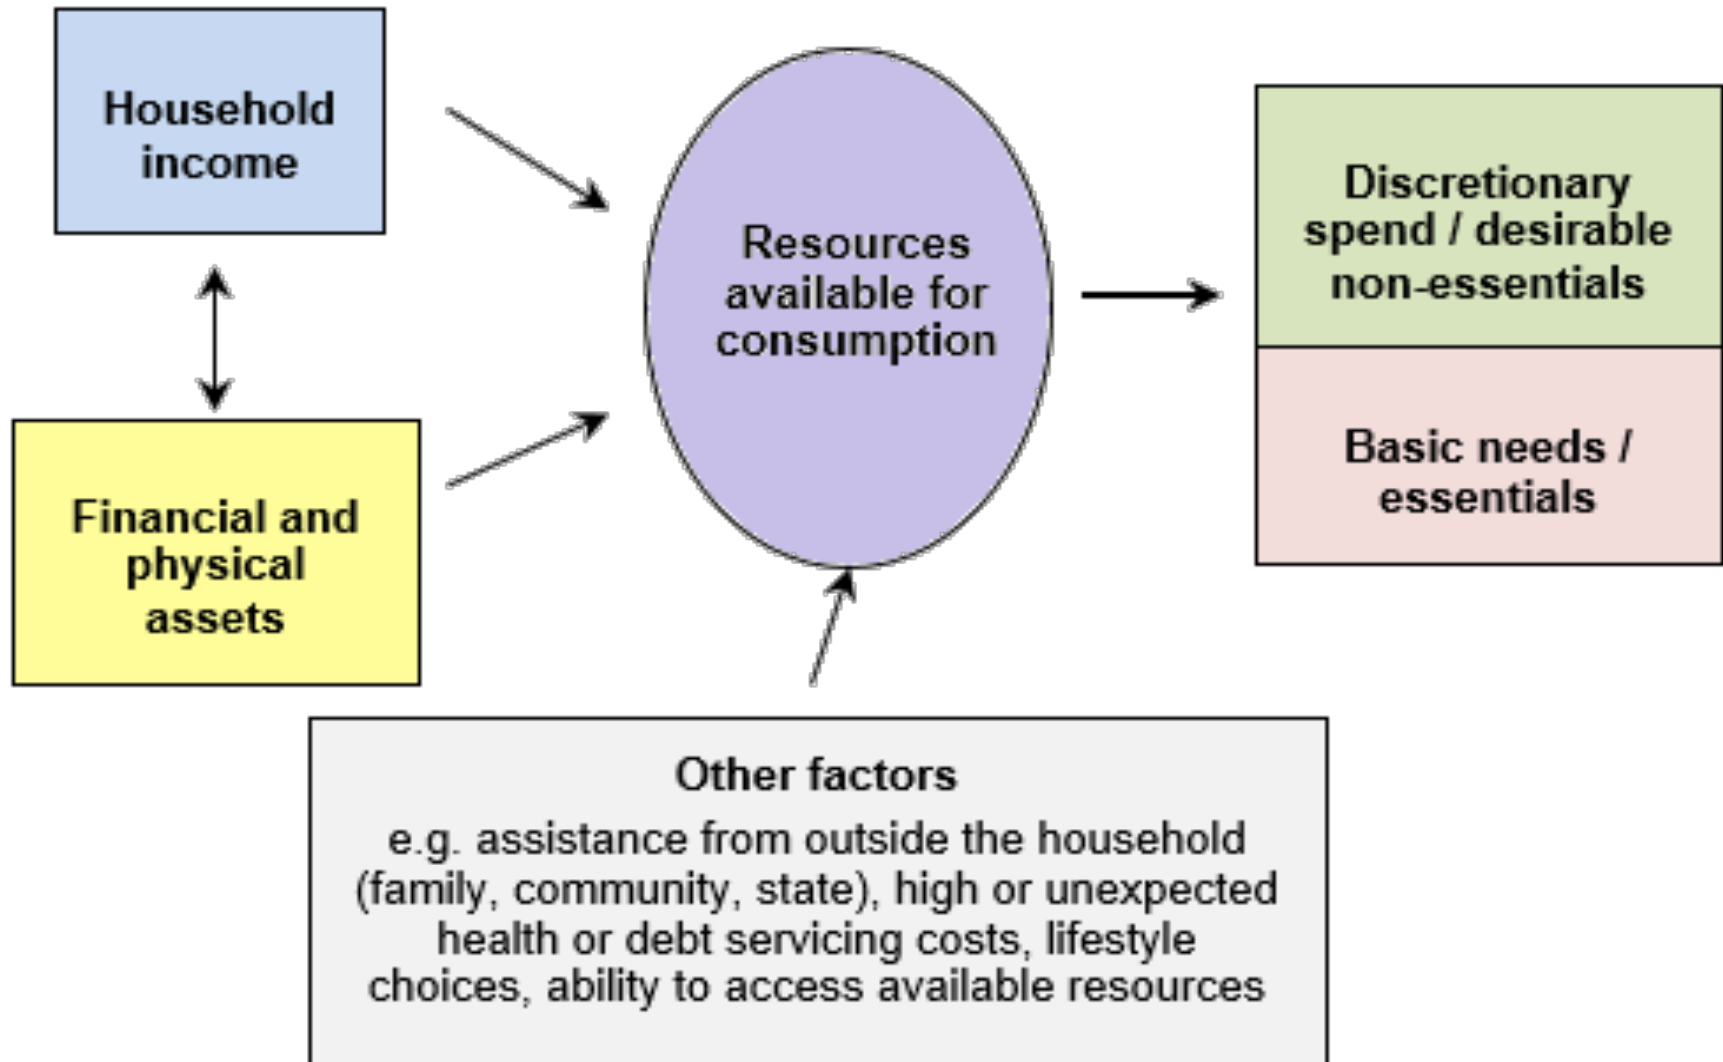 Household
income
Financial and
physical
assets
Resources
available for
consumption
Discretionary
spend / desirable
non-essentials
Basic needs /
essentials
Other factors
e.g. assistance from outside the household
(family, community, state), high or unexpected
health or debt servicing costs, lifestyle
choices, ability to access available resources